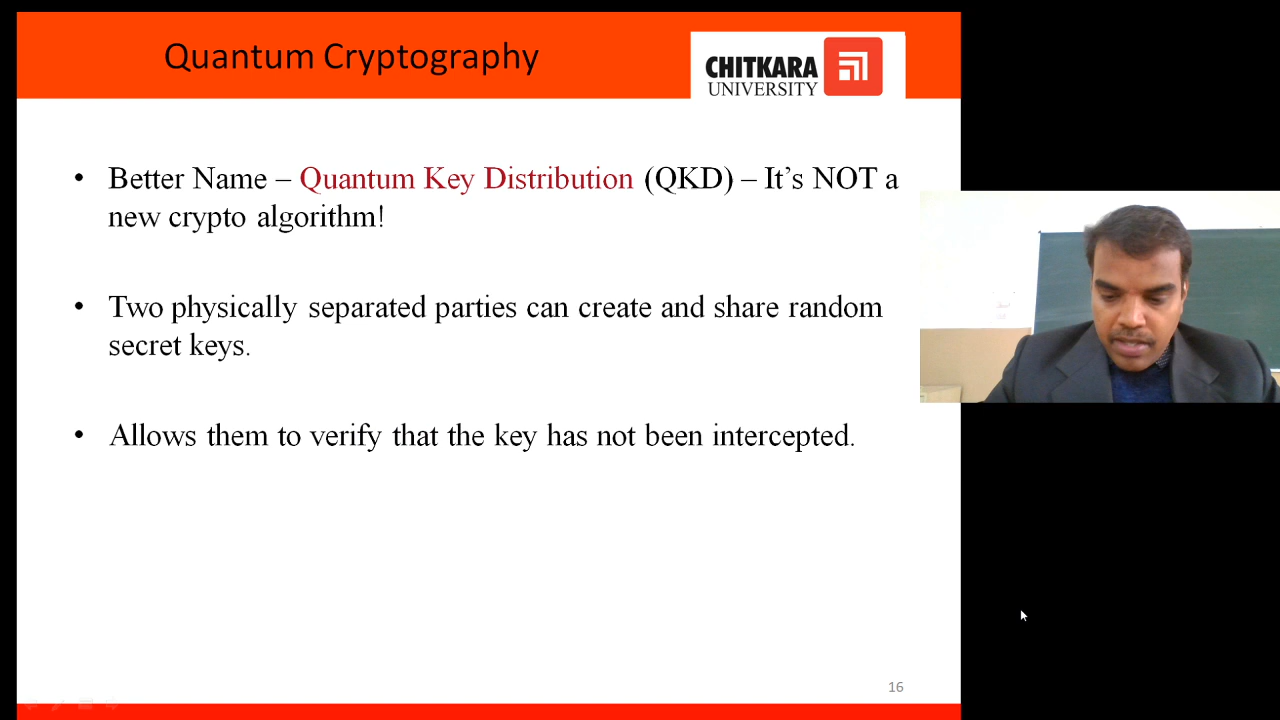 Quantum Cryptography
CHITKARA
UNIVERSITY
• Better Name – Quantum Key Distribution (QKD) – It’s NOT a
new crypto algorithm!
• Two physically separated parties can create and share random
secret keys.
• Allows them to verify that the key has not been intercepted.
16